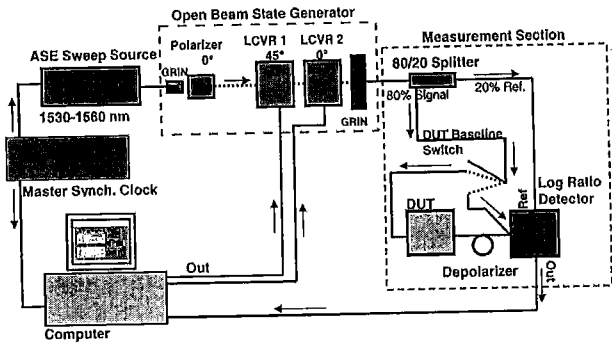 Open Beam State Generator
Measurement Section
ASE Sweep Source
Polarizer
0°
LCVR 1
45°
LCVR 2
0°
GRIN
GRIN
80/20 Splitter
80% Signal
20% Ref.
1530-1560 nm
DUT Baseline
Switch
Master Synch. Clock
Log Ratio
Detector
Ref
DUT
Depolarizer
Out
Out
Computer